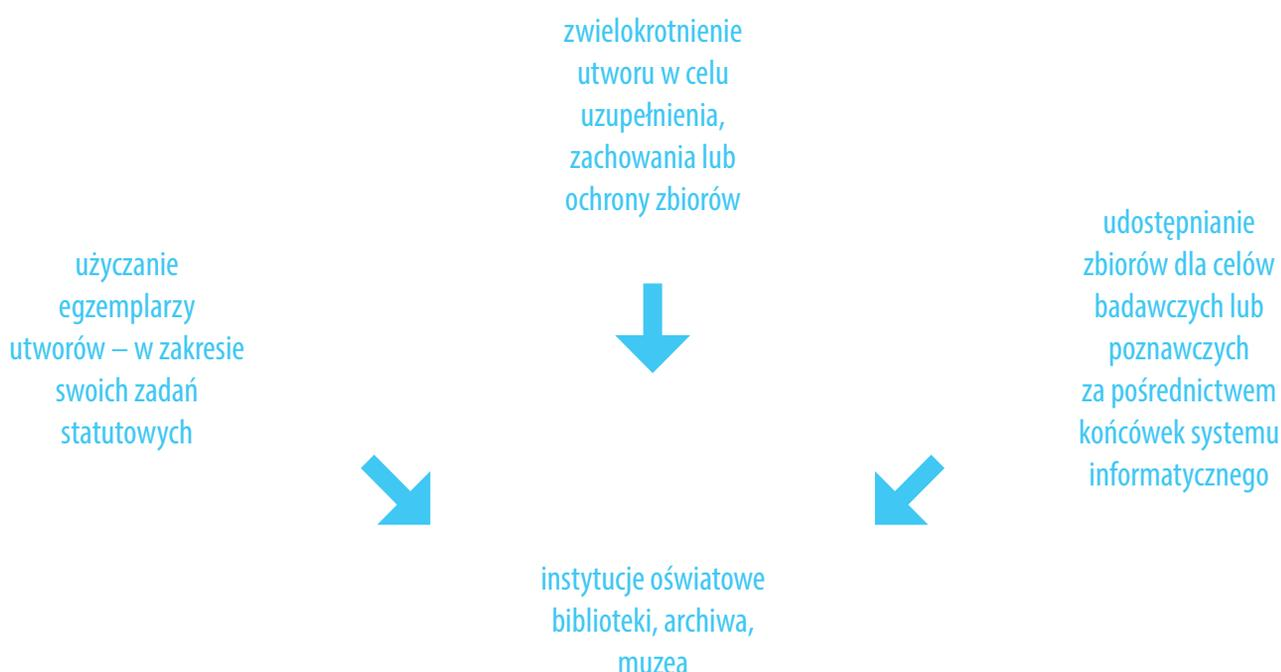 zwielokrotnienie
utworu w celu
uzupełnienia,
zachowania lub
ochrony zbiorów
użyczanie
egzemplarzy
utworów – w zakresie
swoich zadań
statutowych
udostępnianie
zbiorów dla celów
badawczych lub
poznawczych
za pośrednictwem
końcówek systemu
informatycznego
instytucje oświatowe
biblioteki, archiwa,
muzea